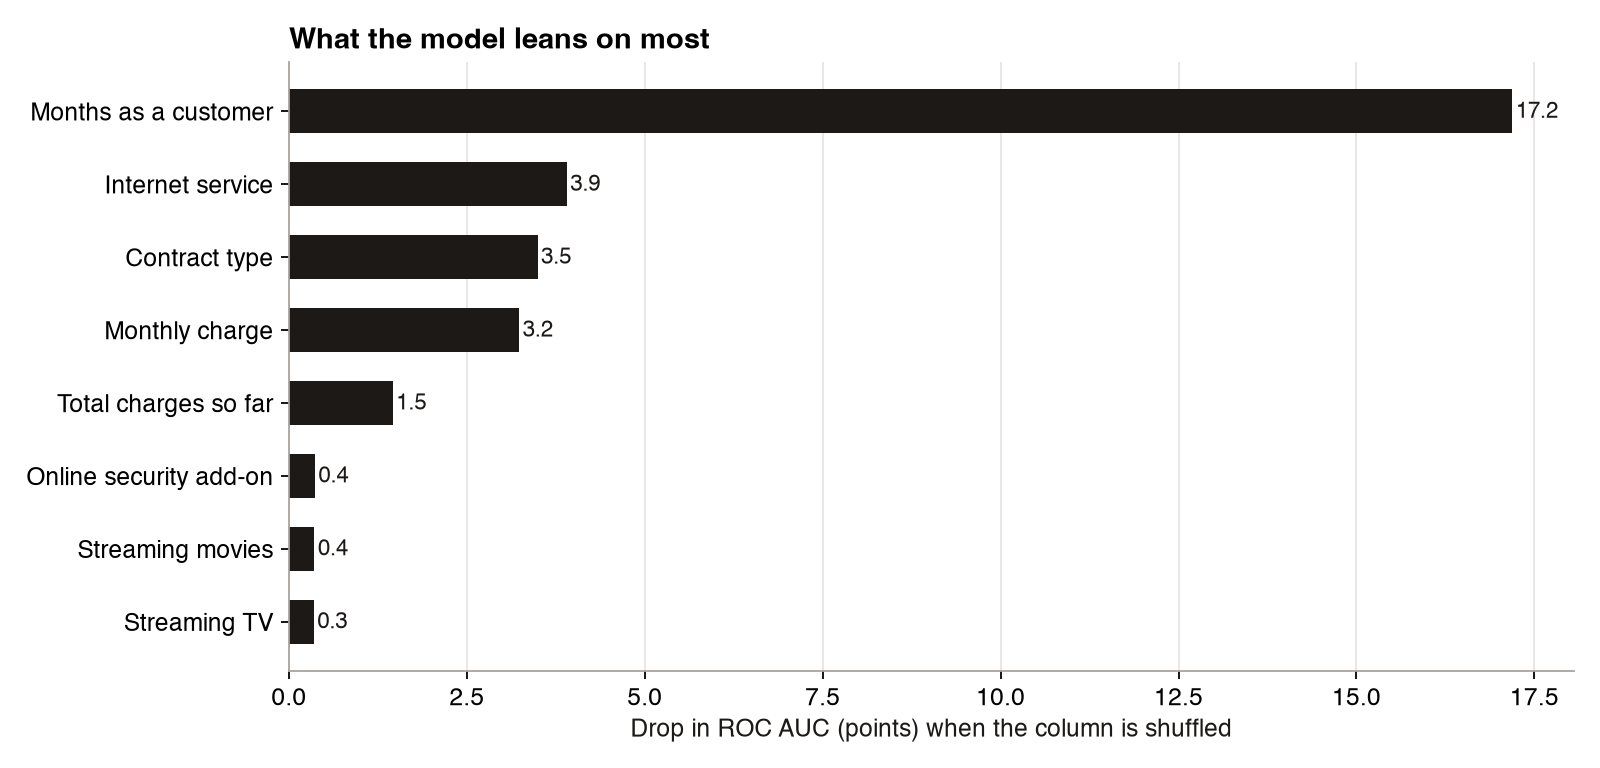 What the model leans on most
Months as a customer 17.2
Internet service 3.9
Contract type 3.5
Monthly charge 3.2
Total charges so far 1.5
Online security add-on 0.4
Streaming movies 0.4
Streaming TV 0.3
0.0 2.5 5.0 7.5 10.0 12.5 15.0 17.5
Drop in ROC AUC (points) when the column is shuffled